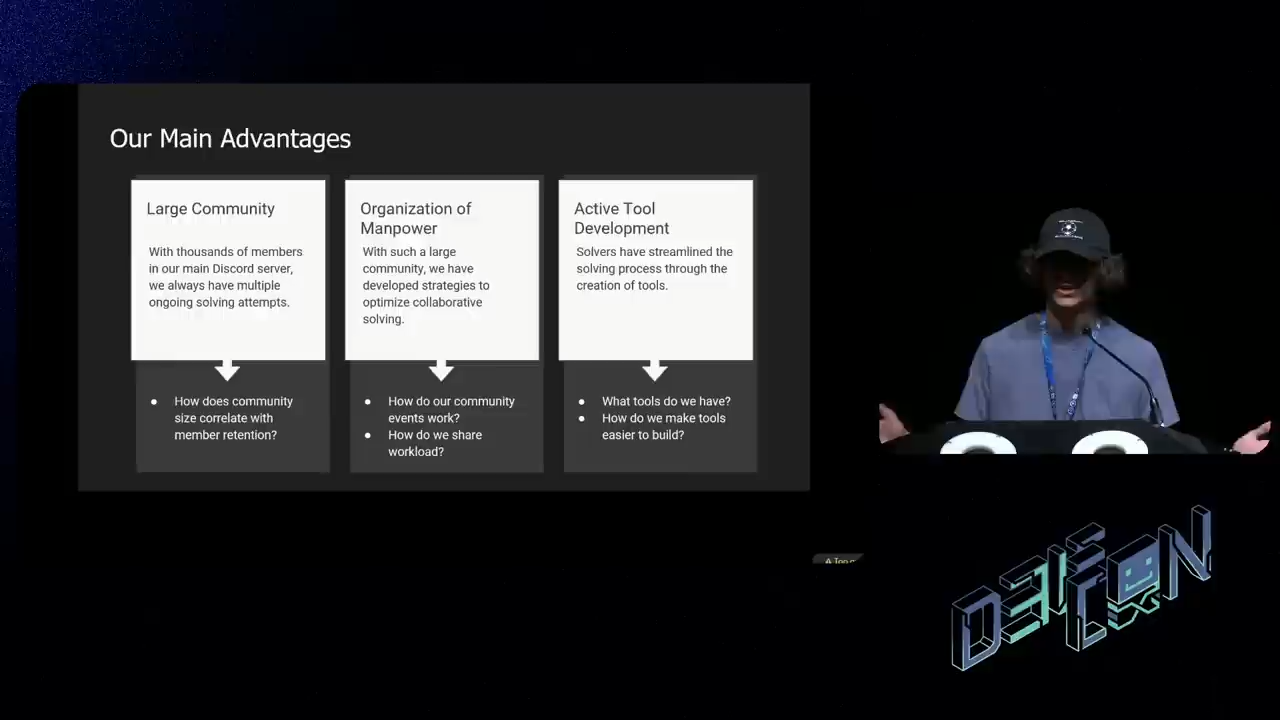 Our Main Advantages
Large Community
With thousands of members
in our main Discord server,
we always have multiple
ongoing solving attempts.
How does community
size correlate with
member retention?
Organization of
Manpower
With such a large
community, we have
developed strategies to
optimize collaborative
solving.
How do our community
events work?
How do we share
workload?
Active Tool
Development
Solvers have streamlined the
solving process through the
creation of tools.
What tools do we have?
How do we make tools
easier to build?
DEF
CON